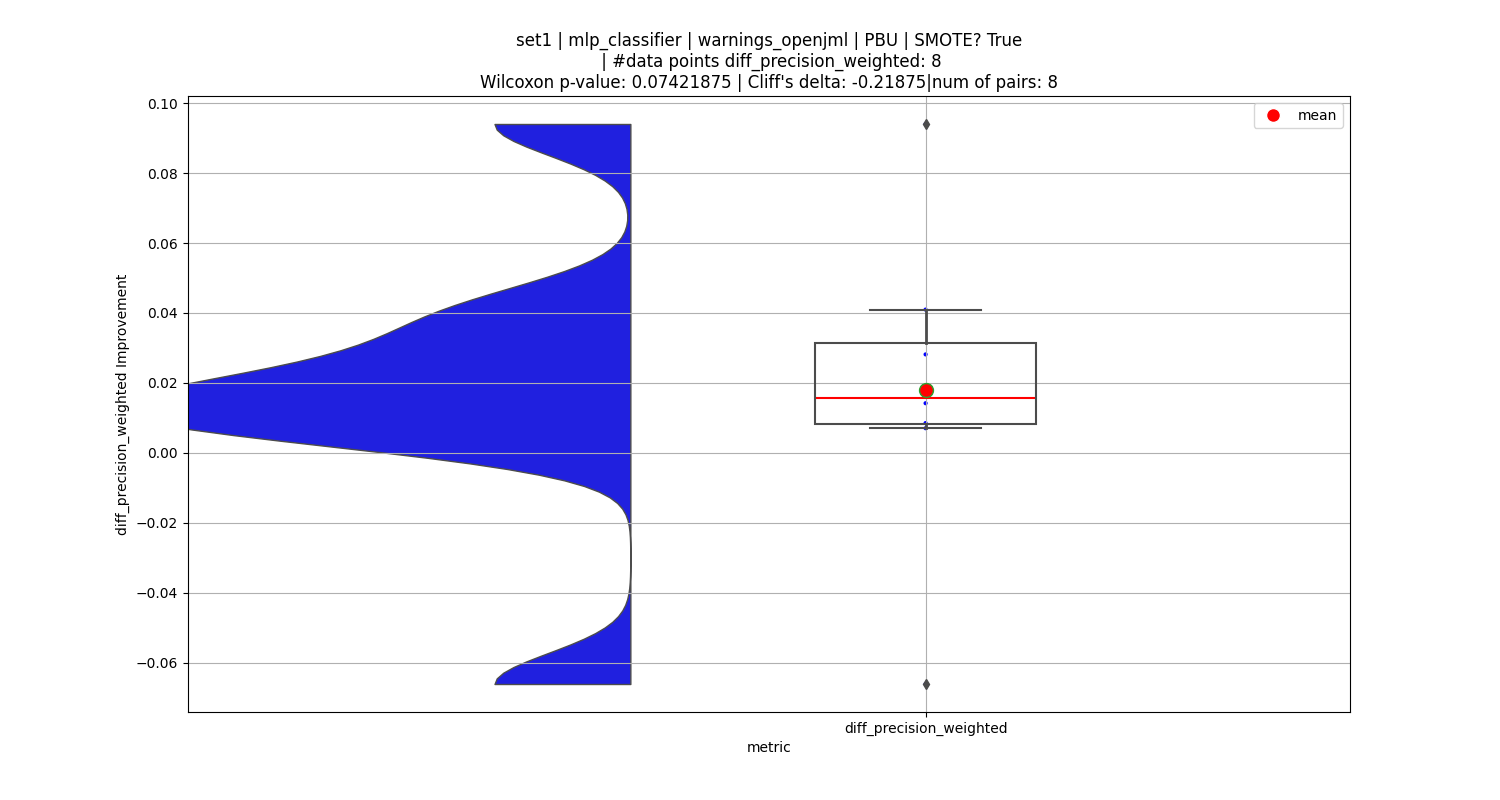 set1 | mlp_classifier | warnings_openjml | PBU | SMOTE? True
| #data points diff_precision_weighted: 8
Wilcoxon p-value: 0.07421875 | Cliff's delta: -0.21875|num of pairs: 8
mean
0.10
0.08
0.06
0.04
0.02
0.00
−0.02
−0.04
−0.06
diff_precision_weighted Improvement
diff_precision_weighted
metric